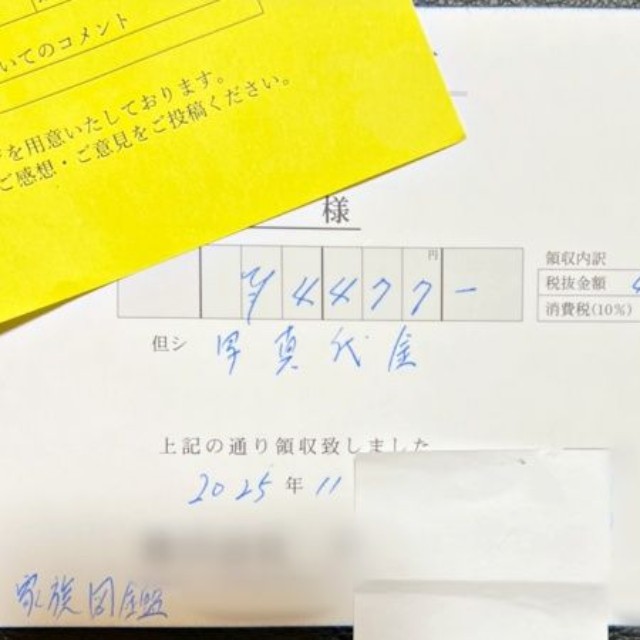 いてのコメント
を用意いたしております。
ご感想・ご意見をご投稿ください。
様
円
¥4477-
領収内訳
税抜金額 4
消費税(10%)
但シ 写真代金
上記の通り領収致しました
2025年11
家族図鑑